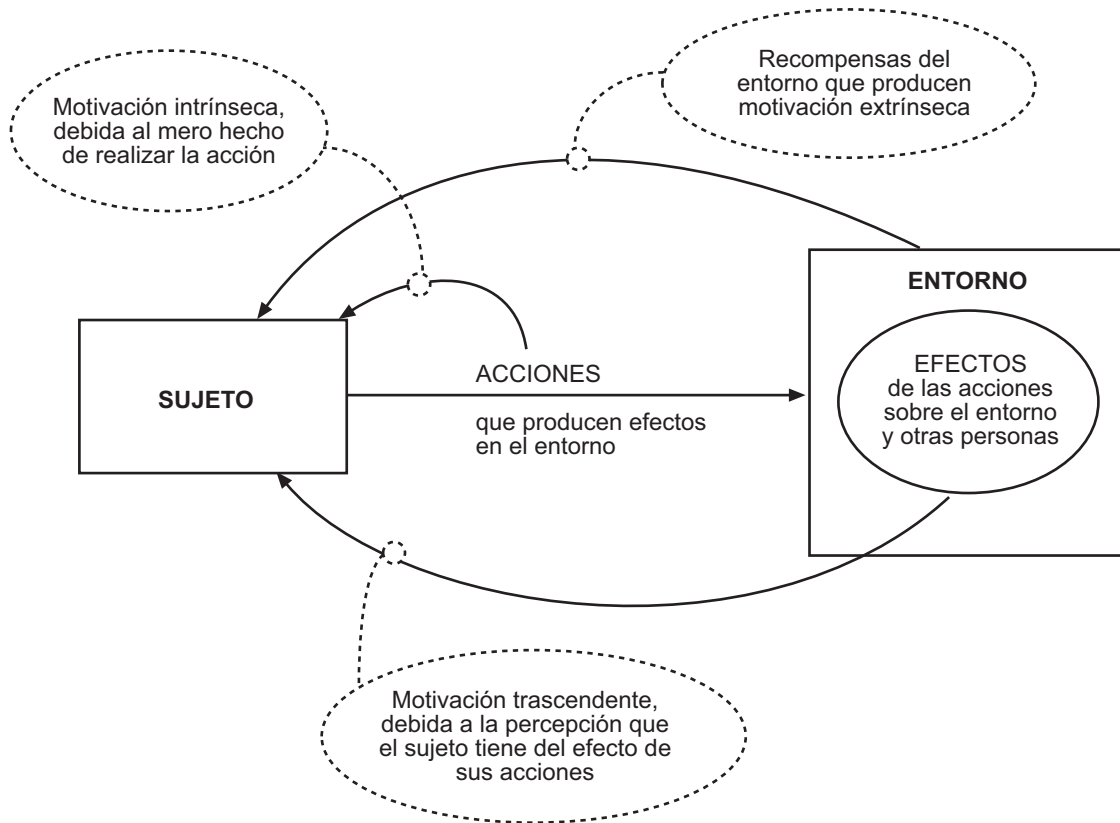 Recompensas del
entorno que producen
motivación extrínseca
Motivación intrínseca,
debida al mero hecho
de realizar la acción
ENTORNO
SUJETO
ACCIONES
que producen efectos
en el entorno
EFECTOS
de las acciones
sobre el entorno
y otras personas
Motivación trascendente,
debida a la percepción que
el sujeto tiene del efecto de
sus acciones